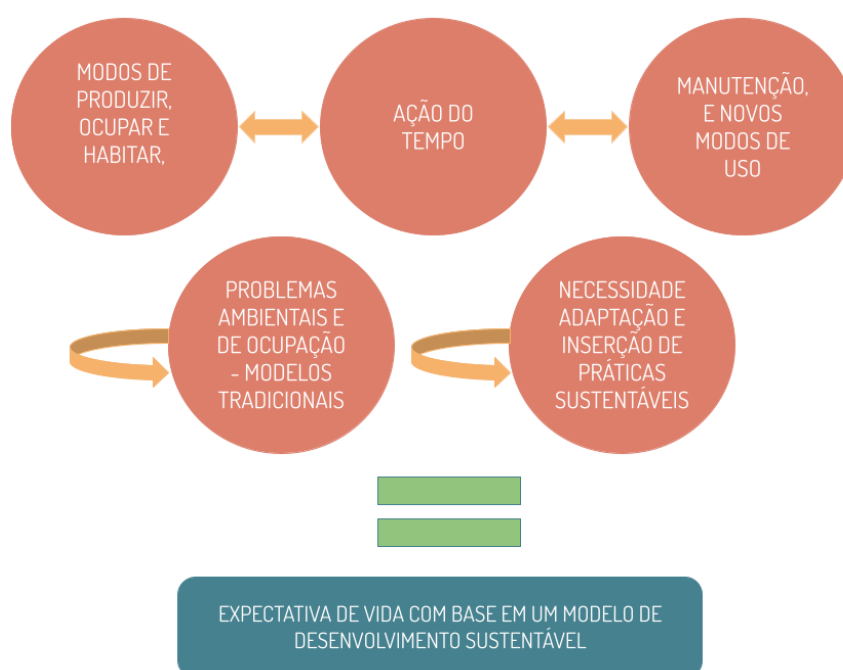 MODOS DE
PRODUZIR,
OCUPAR E
HABITAR,
AÇÃO DO
TEMPO
MANUTENÇÃO,
E NOVOS
MODOS DE
USO
PROBLEMAS
AMBIENTAIS E
DE OCUPAÇÃO
- MODELOS
TRADICIONAIS
NECESSIDADE
ADAPTAÇÃO E
INSERÇÃO DE
PRÁTICAS
SUSTENTÁVEIS
EXPECTATIVA DE VIDA COM BASE EM UM MODELO DE
DESENVOLVIMENTO SUSTENTÁVEL